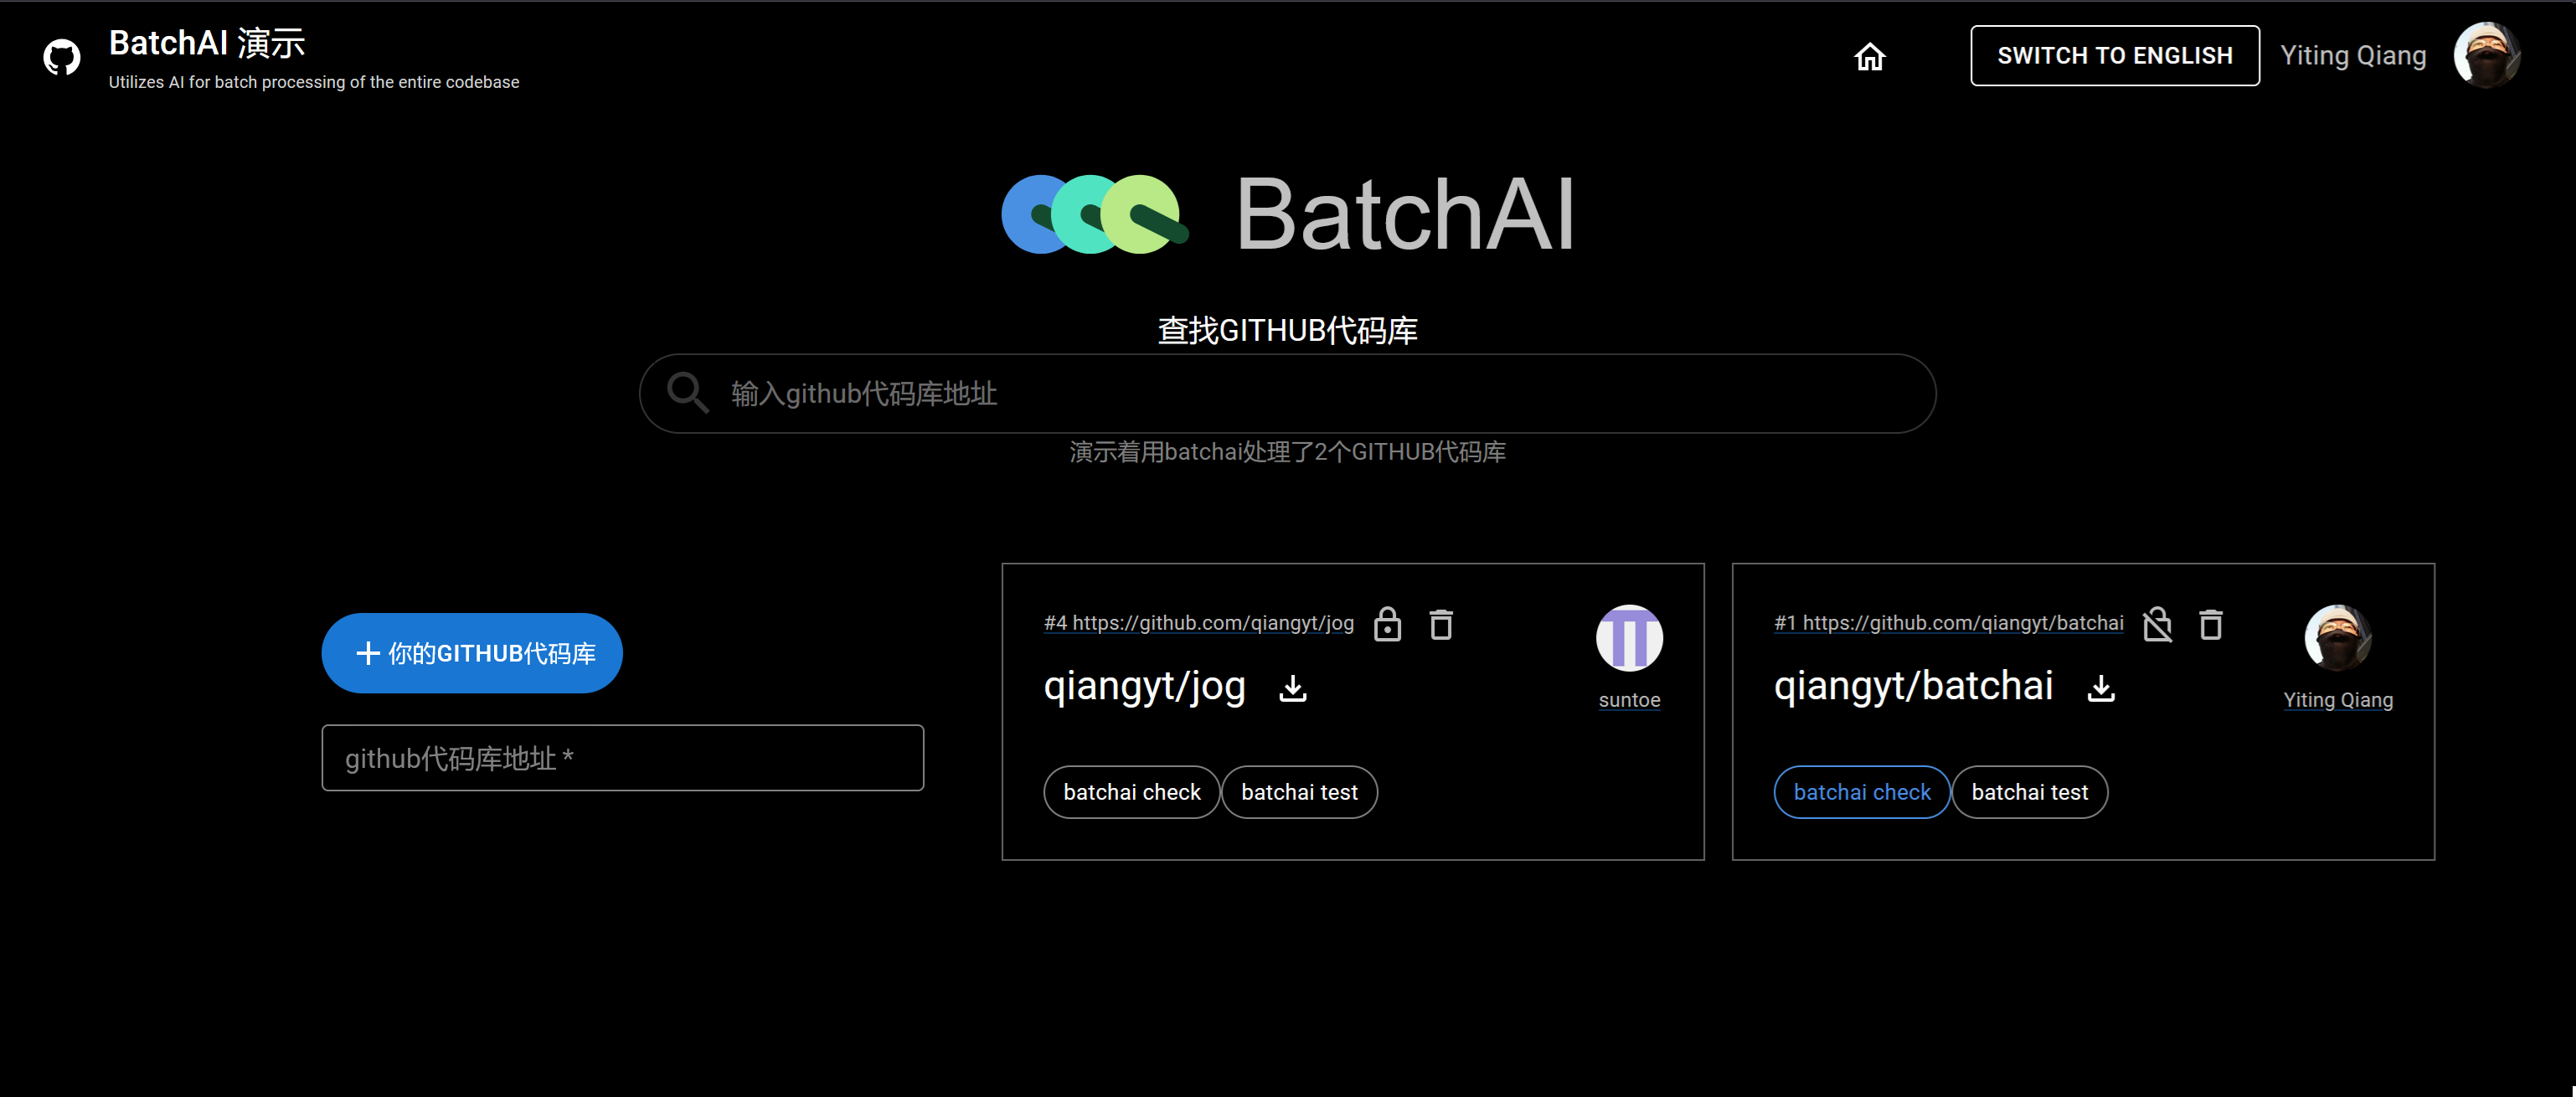 BatchAI 演示
Utilizes AI for batch processing of the entire codebase
SWITCH TO ENGLISH
Yiting Qiang
BatchAI
查找GITHUB代码库
输入github代码库地址
演示着用batchai处理了2个GITHUB代码库
你的GITHUB代码库
github代码库地址 *
#4 https://github.com/qiangyt/jog
qiangyt/jog
suntoe
batchai check
batchai test
#1 https://github.com/qiangyt/batchai
qiangyt/batchai
Yiting Qiang
batchai check
batchai test